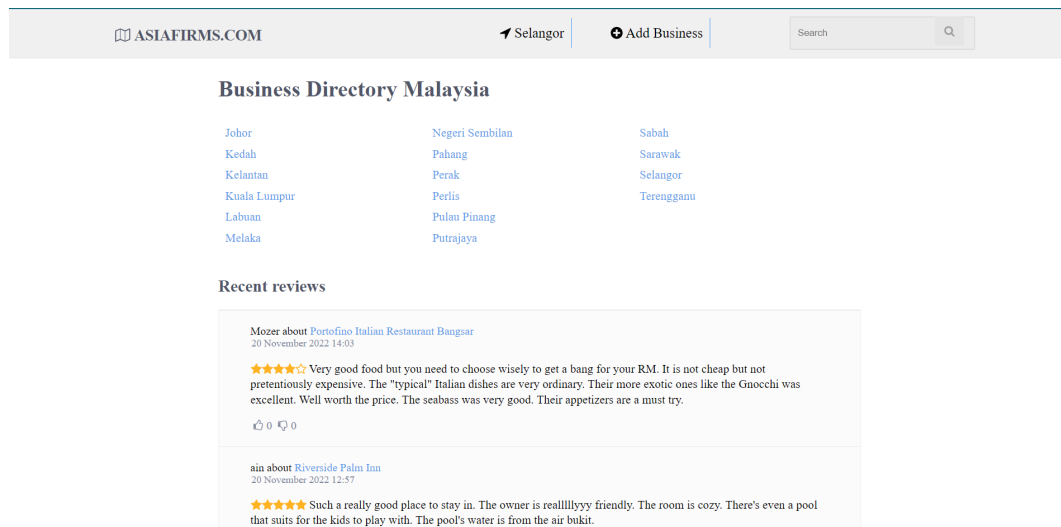 ASIAFIRMS.COM
Selangor
Add Business
Search
Business Directory Malaysia
Johor
Kedah
Kelantan
Kuala Lumpur
Labuan
Melaka
Negeri Sembilan
Pahang
Perak
Perlis
Pulau Pinang
Putrajaya
Sabah
Sarawak
Selangor
Terengganu
Recent reviews
Mozer about Portofino Italian Restaurant Bangsar
20 November 2022 14:03
Very good food but you need to choose wisely to get a bang for your RM. It is not cheap but not
pretentiously expensive. The "typical" Italian dishes are very ordinary. Their more exotic ones like the Gnocchi was
excellent. Well worth the price. The seabass was very good. Their appetizers are a must try.
0 0
ain about Riverside Palm Inn
20 November 2022 12:57
Such a really good place to stay in. The owner is realllllyyy friendly. The room is cozy. There's even a pool
that suits for the kids to play with. The pool's water is from the air bukit.